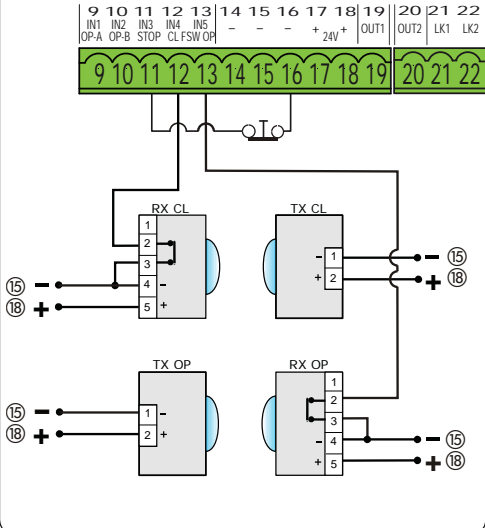 9 10 11 12 13 14 15 16 17 18 19 20 21 22
IN1 IN2 IN3 IN4 IN5 - - - + + OUT1 OUT2 LK1 LK2
OP-A OP-B STOP CL FSW OP 24V
9 10 11 12 13 14 15 16 17 18 19 20 21 22
RX CL
1
2
3
4 -
5 +
⑮ -
⑱ +
TX CL
- 1
+ 2
- ⑮
+ ⑱
TX OP
1 -
2 +
⑮ -
⑱ +
RX OP
1
2
3
- 4
+ 5
- ⑮
+ ⑱